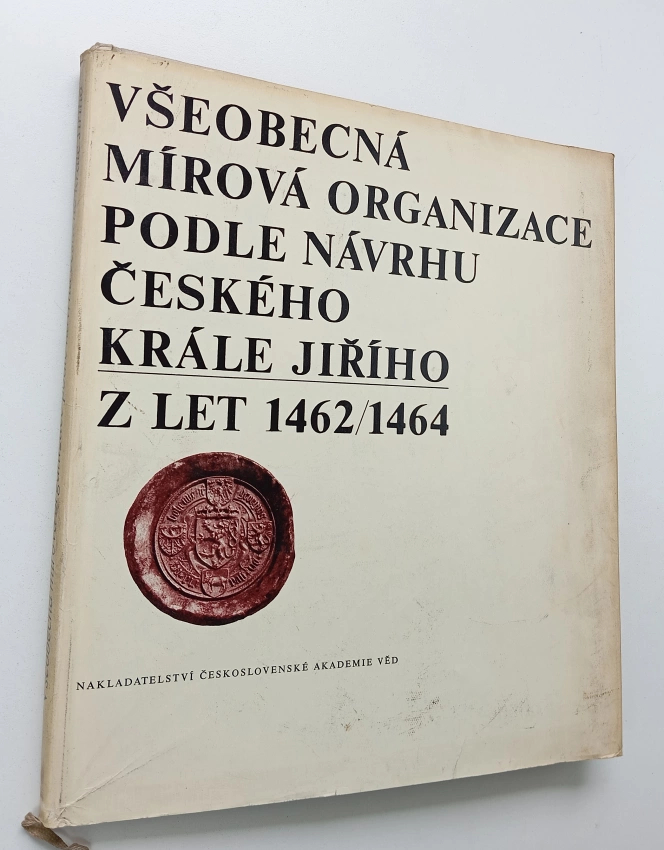 VŠEOBECNÁ
MÍROVÁ ORGANIZACE
PODLE NÁVRHU
ČESKÉHO
KRÁLE JIŘÍHO
Z LET 1462/1464
NAKLADATELSTVÍ ČESKOSLOVENSKÉ AKADEMIE VĚD